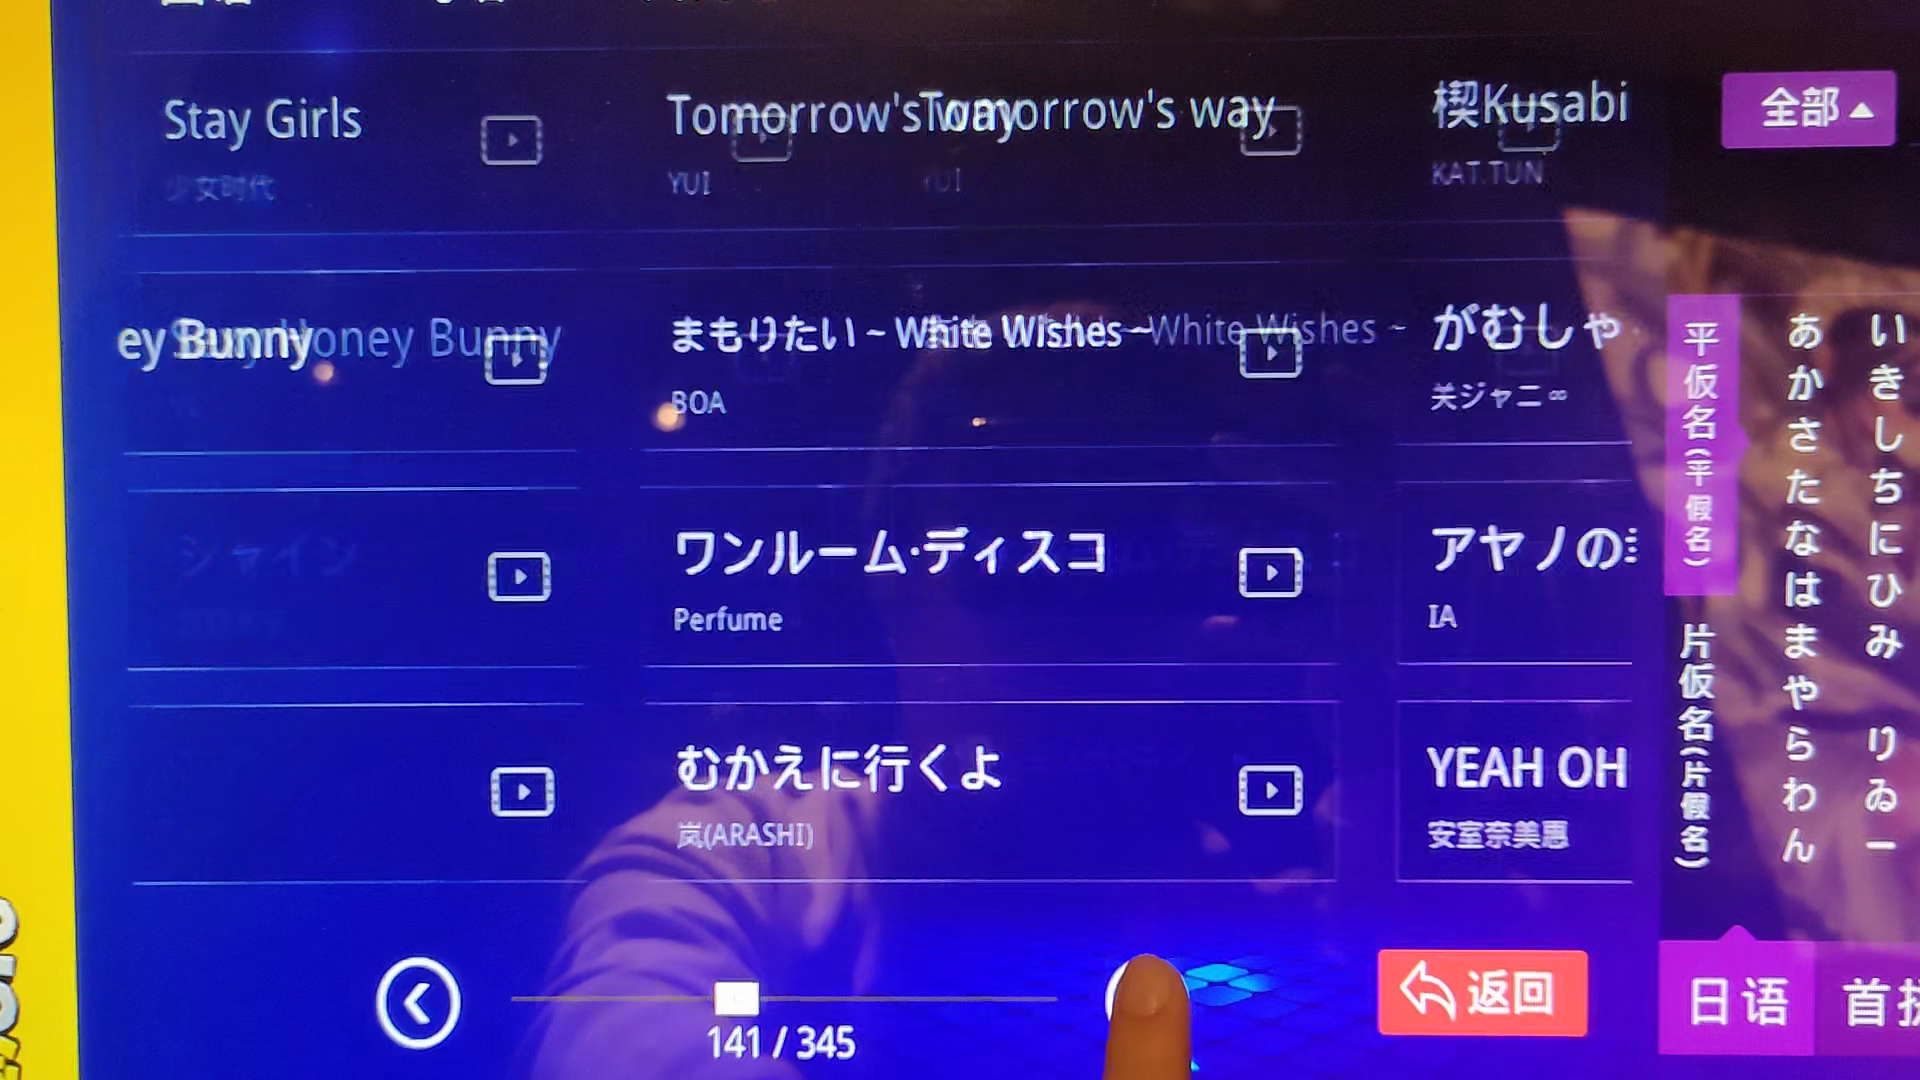 Stay Girls
少女时代
Tomorrow's way
Tomorrow's way
YUI
YUI
楔Kusabi
KAT.TUN
全部▲
ey Bunny
Honey Bunny
まもりたい ~ White Wishes ~
White Wishes ~
BOA
がむしゃ
关ジャニ∞
シャイン
ワンルーム·ディスコ
Perfume
アヤノの
IA
むかえに行くよ
岚(ARASHI)
YEAH OH
安室奈美恵
平仮名(平假名)
片仮名(片假名)
あかさたなはまやらわん
いきしちにひみ りゐー
141 / 345
返回
日语
首